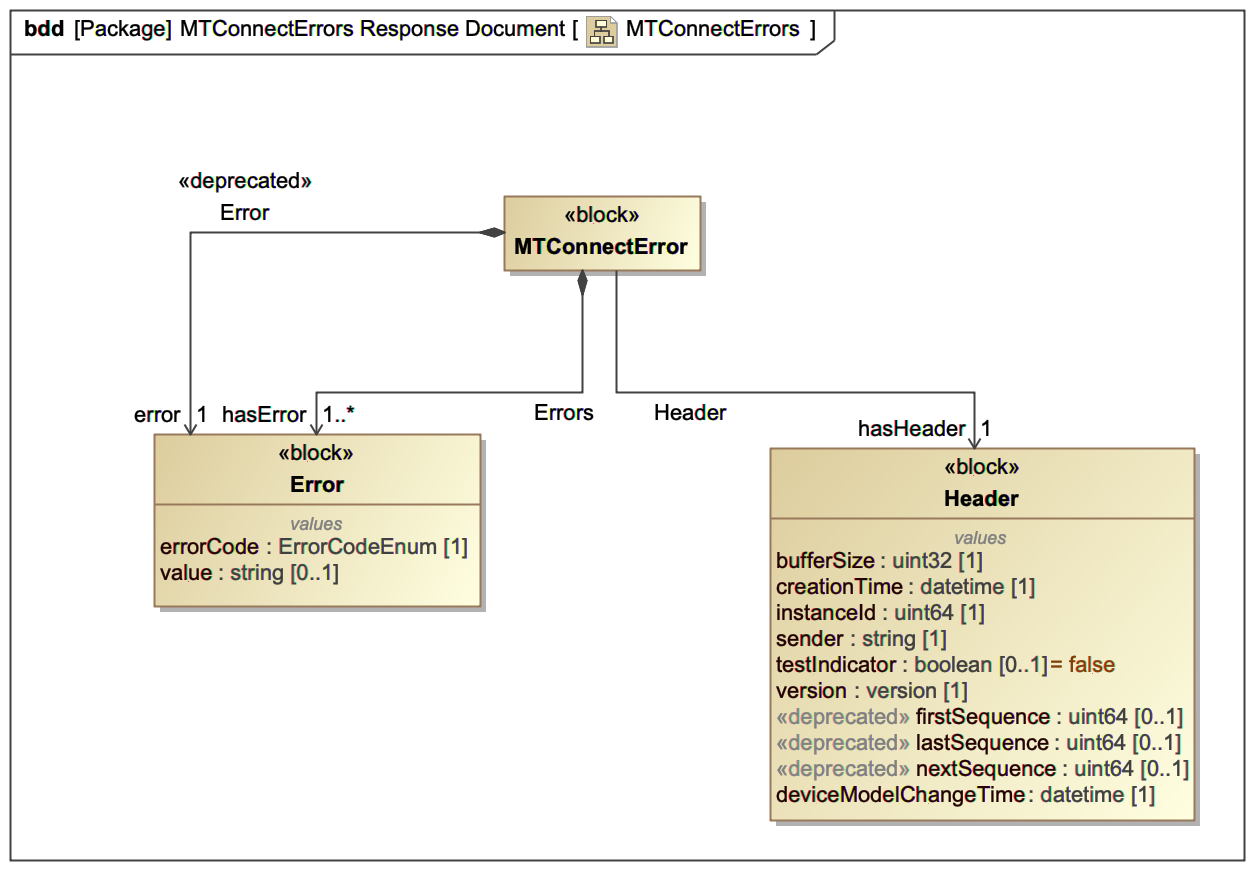 bdd [Package] MTConnectErrors Response Document [ MTConnectErrors ]
«deprecated»
Error
«block»
MTConnectError
error 1 hasError 1..*
Errors
Header
hasHeader 1
«block»
Error
values
errorCode : ErrorCodeEnum [1]
value : string [0..1]
«block»
Header
values
bufferSize : uint32 [1]
creationTime : datetime [1]
instanceId : uint64 [1]
sender : string [1]
testIndicator : boolean [0..1] = false
version : version [1]
«deprecated» firstSequence : uint64 [0..1]
«deprecated» lastSequence : uint64 [0..1]
«deprecated» nextSequence : uint64 [0..1]
deviceModelChangeTime : datetime [1]